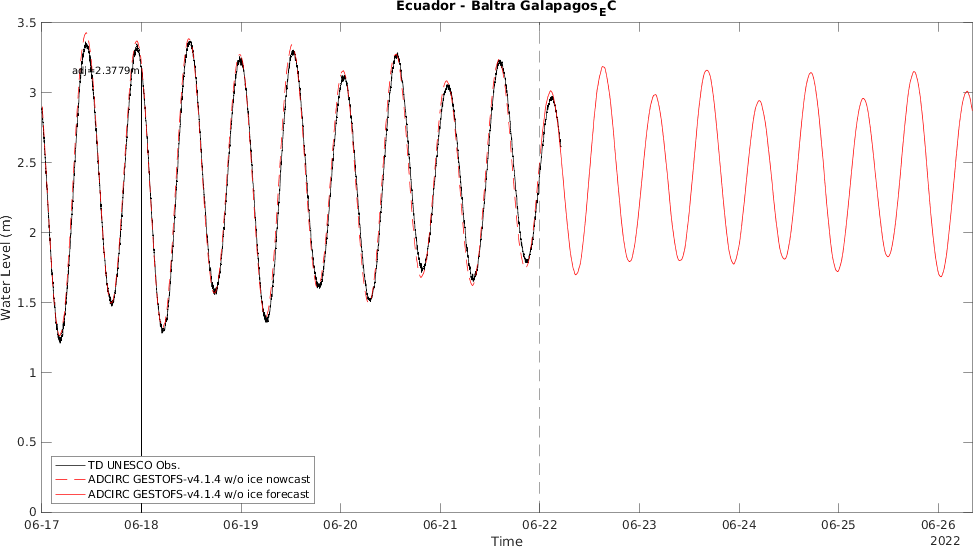 Ecuador - Baltra GalapagosEC
3.5
3
2.5
2
1.5
1
0.5
0
Water Level (m)
adj=2.3779m
TD UNESCO Obs.
ADCIRC GESTOFS-v4.1.4 w/o ice nowcast
ADCIRC GESTOFS-v4.1.4 w/o ice forecast
06-17 06-18 06-19 06-20 06-21 06-22 06-23 06-24 06-25 06-26
Time
2022